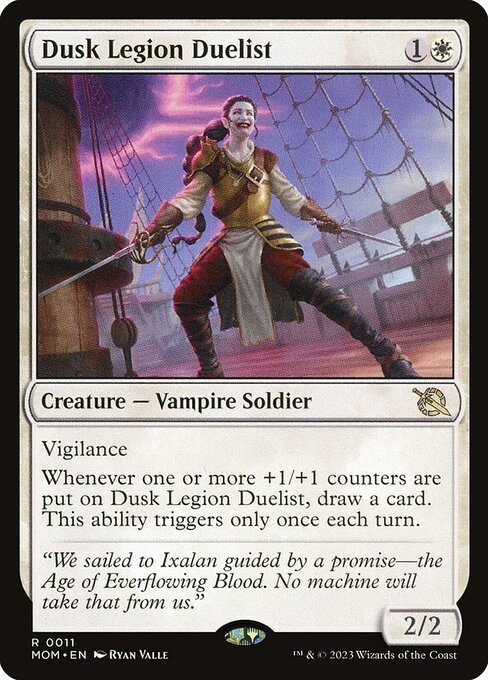 Dusk Legion Duelist 1
Creature — Vampire Soldier
Vigilance
Whenever one or more +1/+1 counters are
put on Dusk Legion Duelist, draw a card.
This ability triggers only once each turn.
“We sailed to Ixalan guided by a promise—the
Age of Everflowing Blood. No machine will
take that from us.”
2/2
R 0011
MOM • EN Ryan Valle
™ & © 2023 Wizards of the Coast